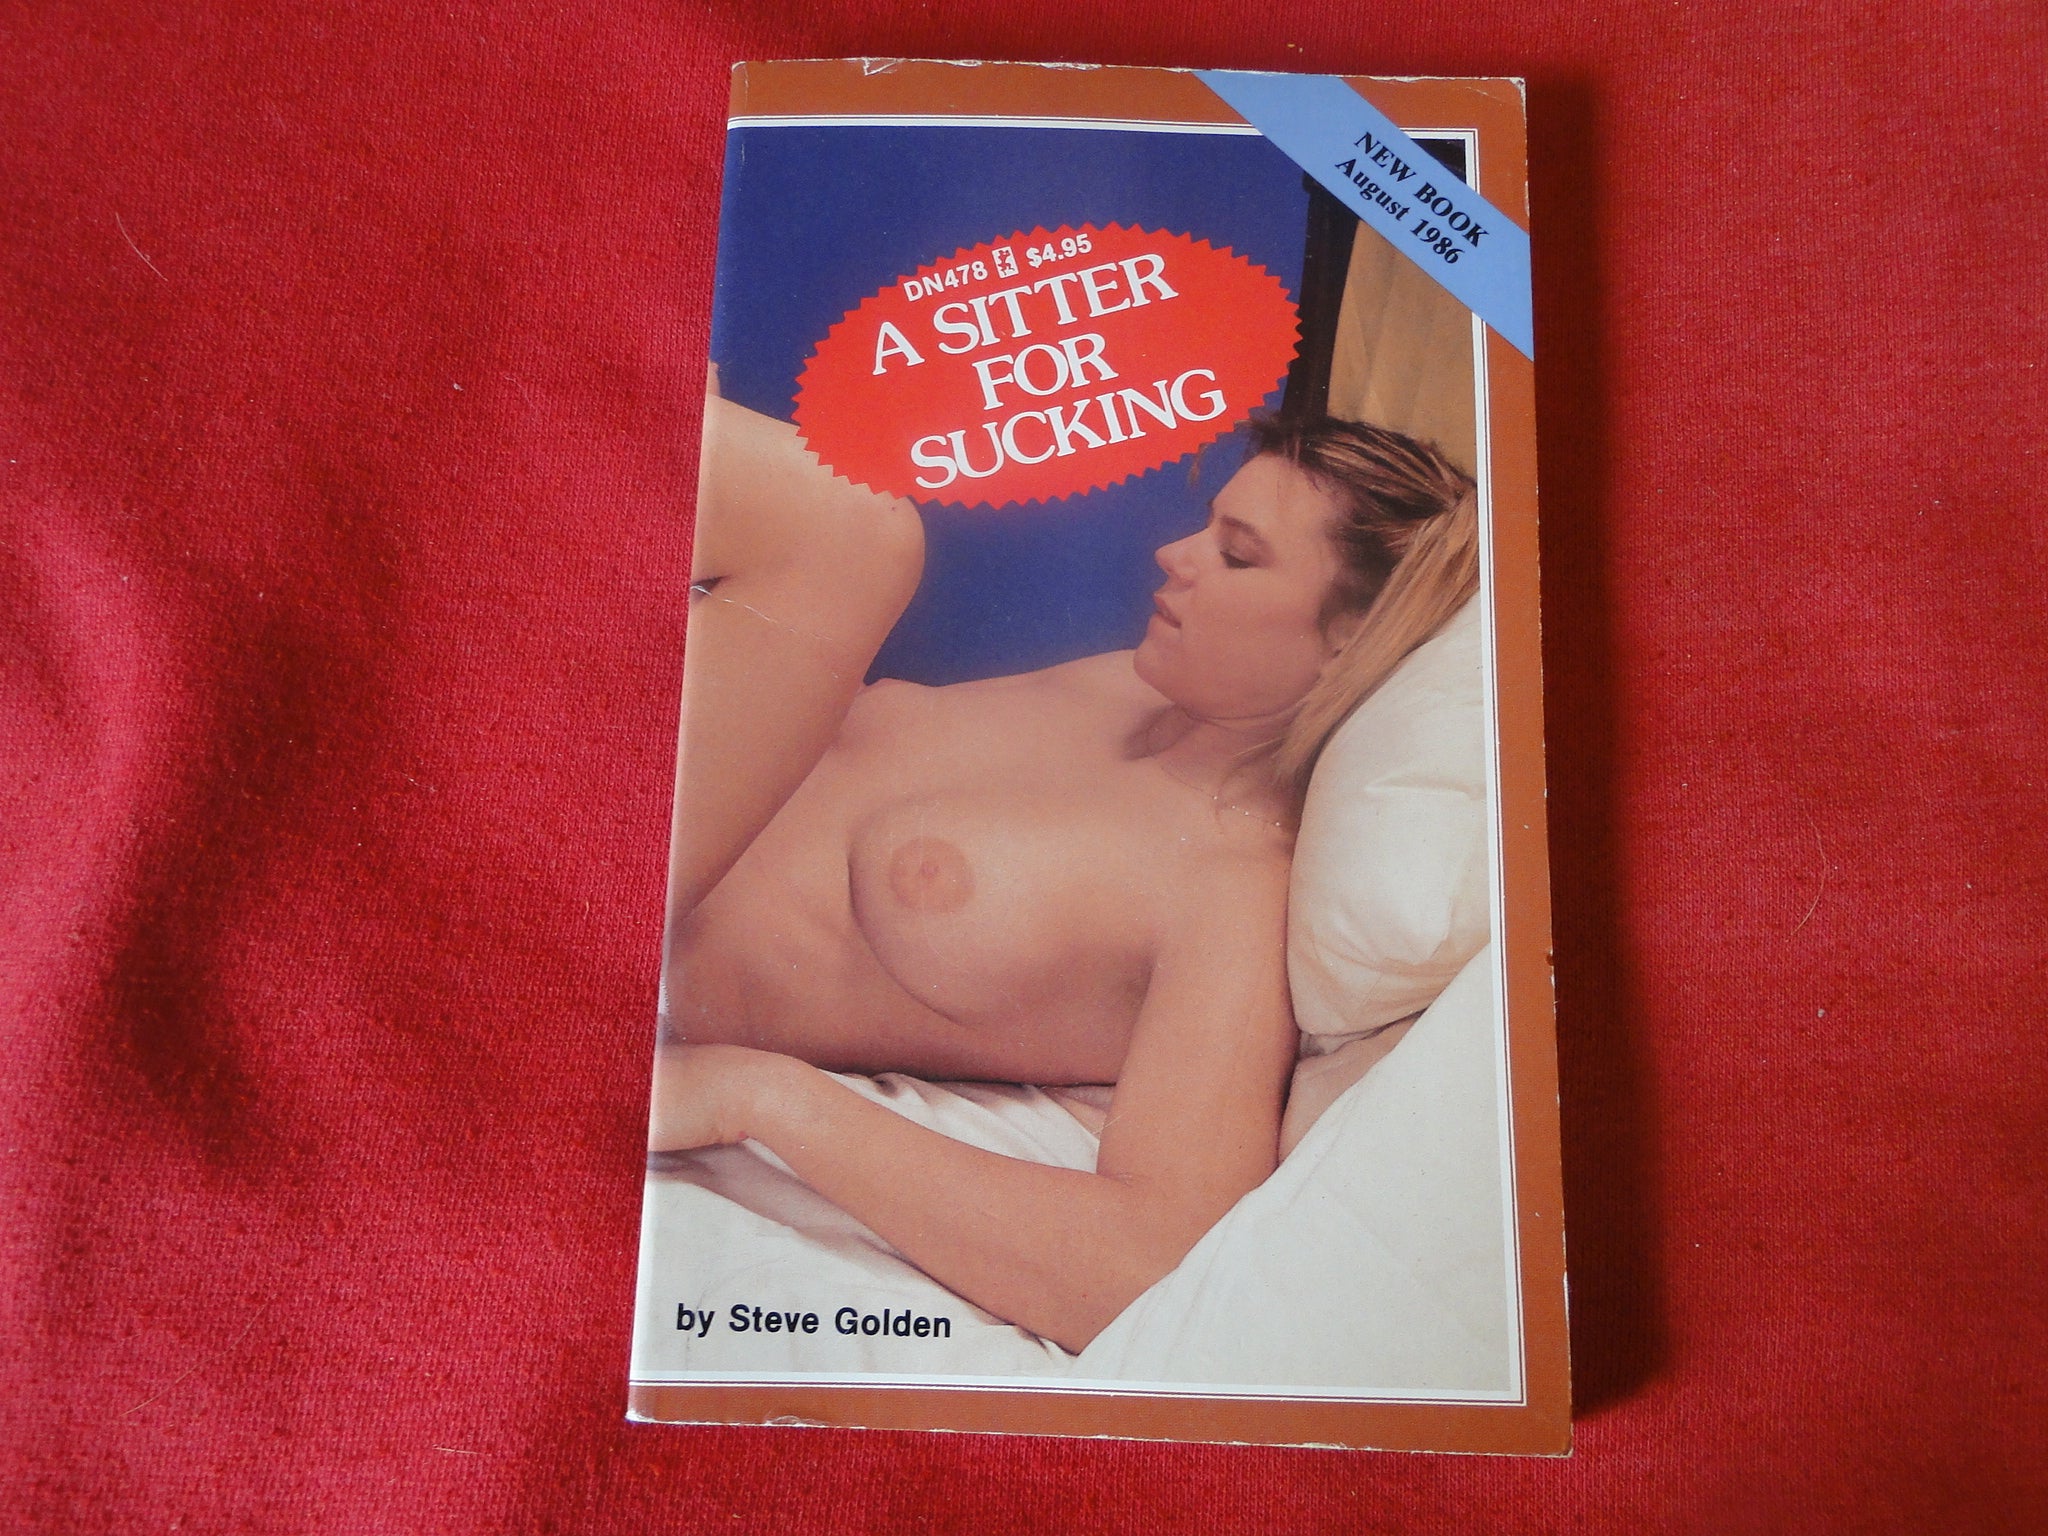 NEW BOOK
August 1986
DN478 $4.95
A SITTER
FOR
SUCKING
by Steve Golden